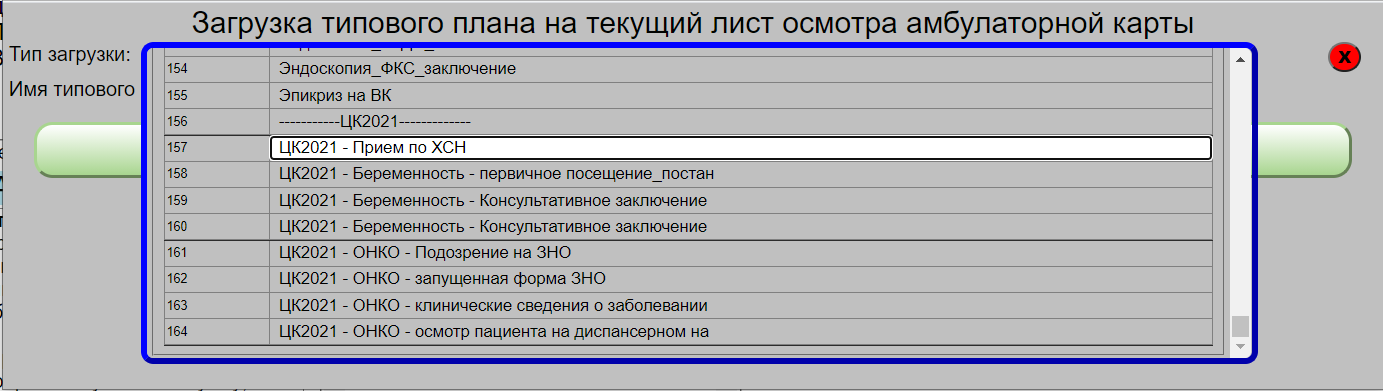 Загрузка типового плана на текущий лист осмотра амбулаторной карты
Тип загрузки:
X
Имя типового
154 Эндоскопия_ФКС_заключение
155 Эпикриз на ВК
156 -----------ЦК2021-------------
157 ЦК2021 - Прием по ХСН
158 ЦК2021 - Беременность - первичное посещение_постан
159 ЦК2021 - Беременность - Консультативное заключение
160 ЦК2021 - Беременность - Консультативное заключение
161 ЦК2021 - ОНКО - Подозрение на ЗНО
162 ЦК2021 - ОНКО - запущенная форма ЗНО
163 ЦК2021 - ОНКО - клинические сведения о заболевании
164 ЦК2021 - ОНКО - осмотр пациента на диспансерном на